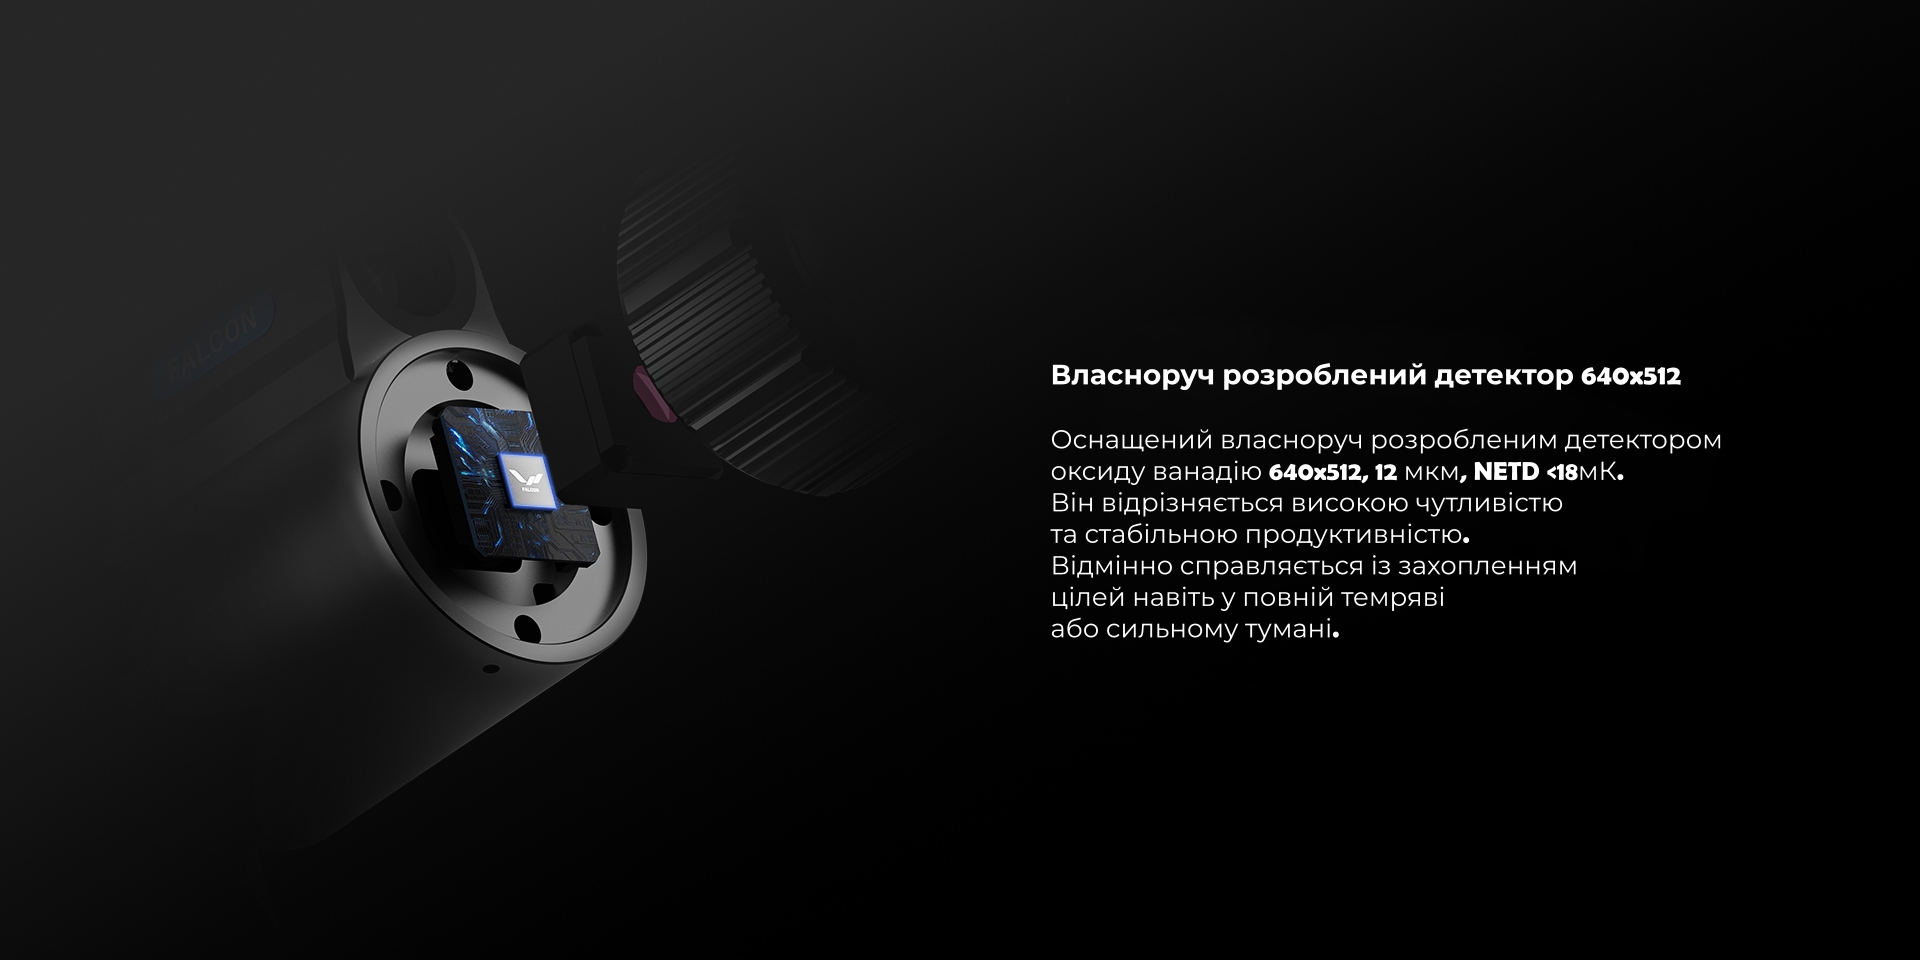 FALCON
FALCON
Власноруч розроблений детектор 640x512
Оснащений власноруч розробленим детектором
оксиду ванадію 640x512, 12 мкм, NETD <18мК.
Він відрізняється високою чутливістю
та стабільною продуктивністю.
Відмінно справляється із захопленням
цілей навіть у повній темряві
або сильному тумані.